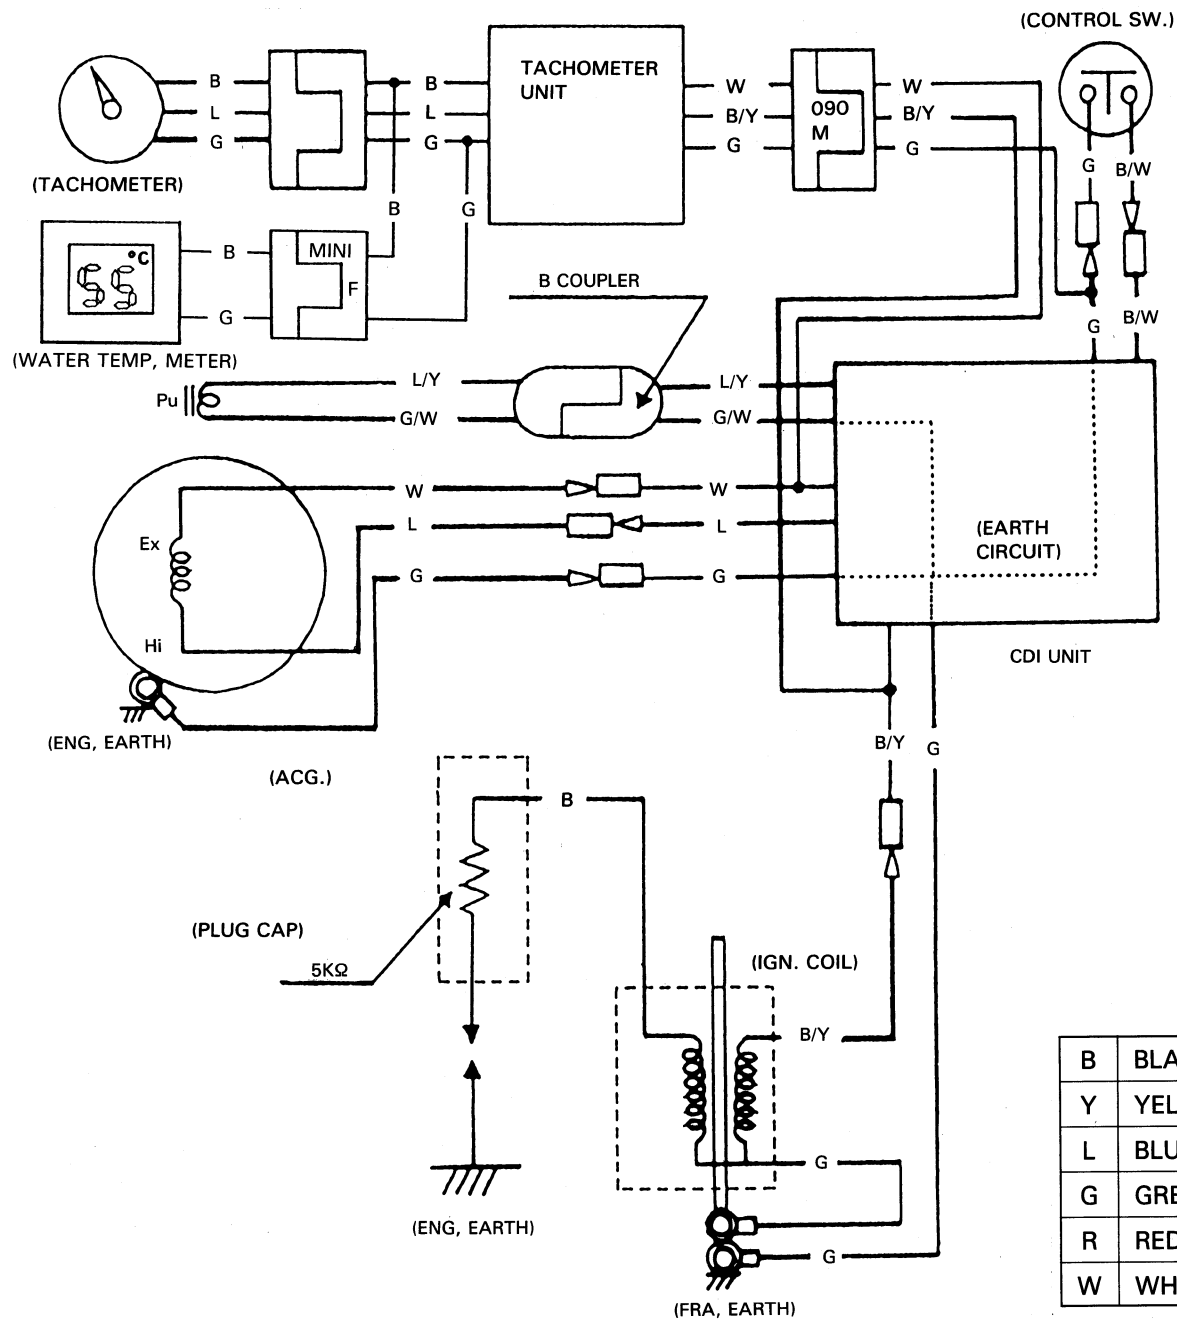 (CONTROL SW.)
B
B
TACHOMETER
UNIT
W
W
L
L
090
M
B/Y
B/Y
G
G
G
G
(TACHOMETER)
G
B/W
B
G
MINI
F
B
°C
55
G
B COUPLER
G
B/W
(WATER TEMP, METER)
Pu
L/Y
L/Y
G/W
G/W
W
W
L
L
Ex
(EARTH
CIRCUIT)
G
G
Hi
CDI UNIT
(ENG, EARTH)
B/Y
G
(ACG.)
B
(PLUG CAP)
5KΩ
(IGN. COIL)
B/Y
G
(ENG, EARTH)
G
(FRA, EARTH)
B BLA
Y YEL
L BLU
G GRE
R RED
W WH